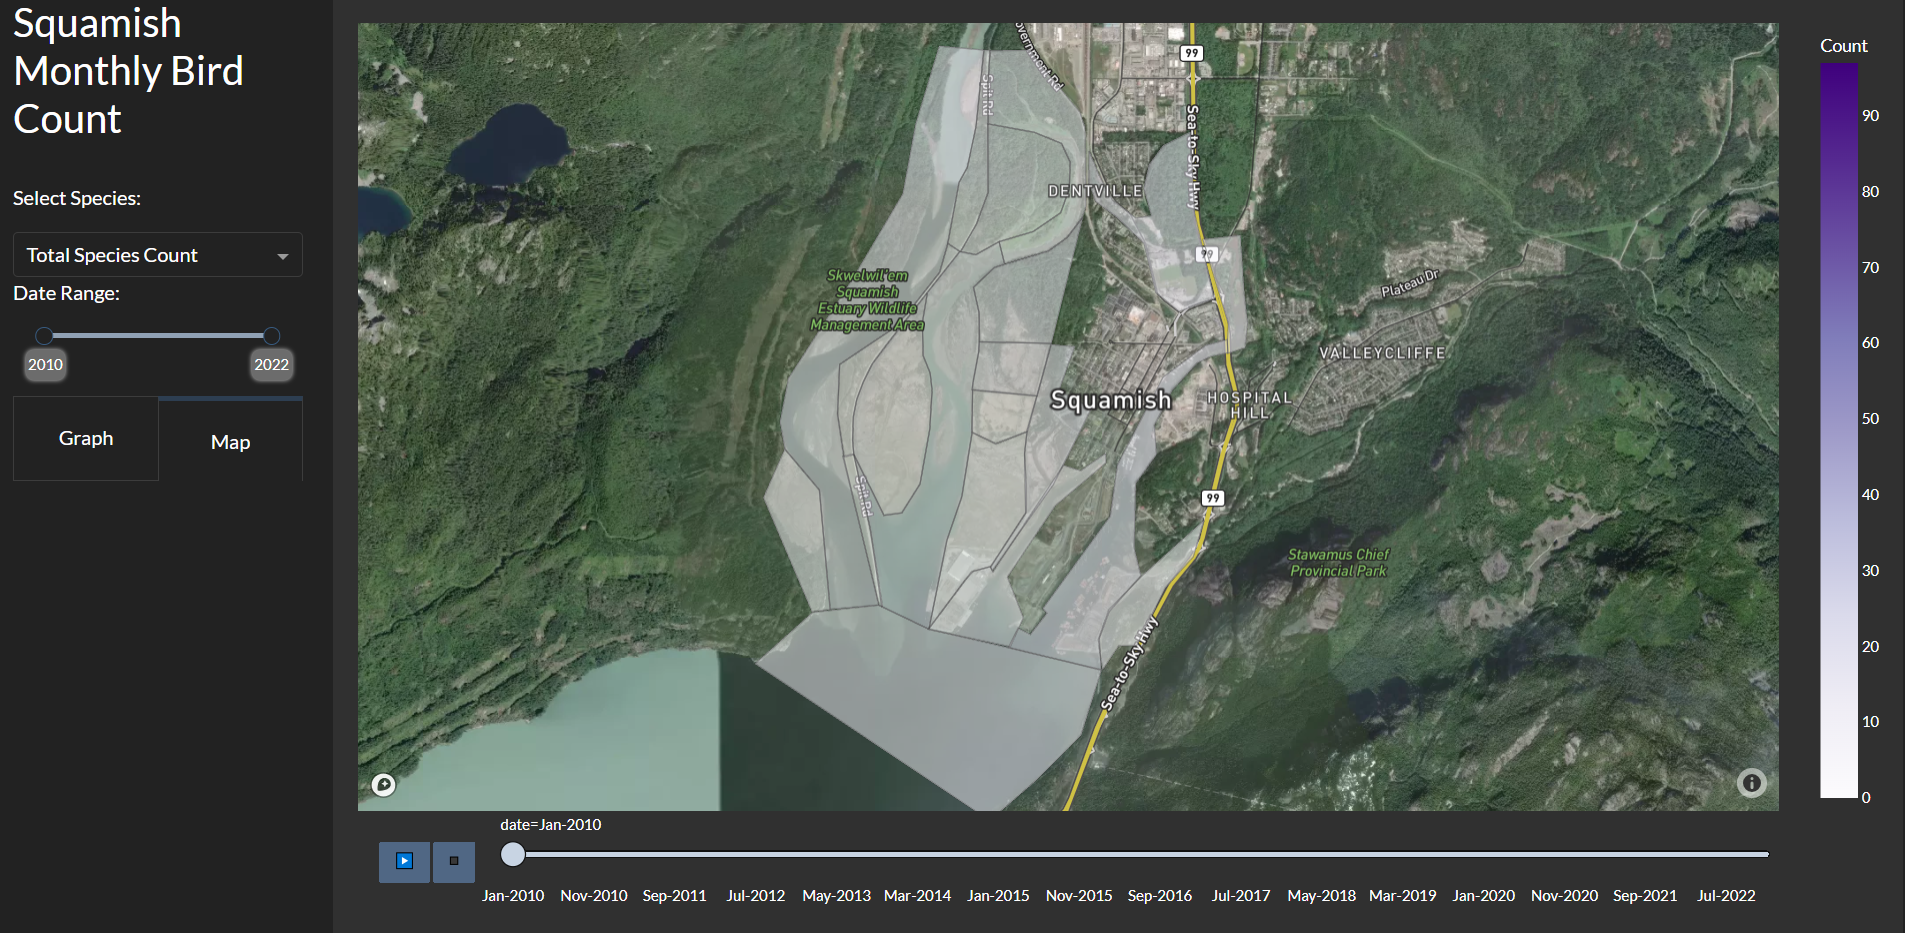 Squamish
Monthly Bird
Count
Select Species:
Total Species Count
Date Range:
2010
2022
Graph
Map
Government Rd
99
Spit Rd
Sea-to-Sky Hwy
DENTVILLE
99
Skwelwil'em
Squamish
Estuary Wildlife
Management Area
Plateau Dr
VALLEYCLIFFE
Squamish
HOSPITAL
HILL
Spit Rd
99
Stawamus Chief
Provincial Park
Sea-to-Sky Hwy
Count
90
80
70
60
50
40
30
20
10
0
date=Jan-2010
Jan-2010 Nov-2010 Sep-2011 Jul-2012 May-2013 Mar-2014 Jan-2015 Nov-2015 Sep-2016 Jul-2017 May-2018 Mar-2019 Jan-2020 Nov-2020 Sep-2021 Jul-2022